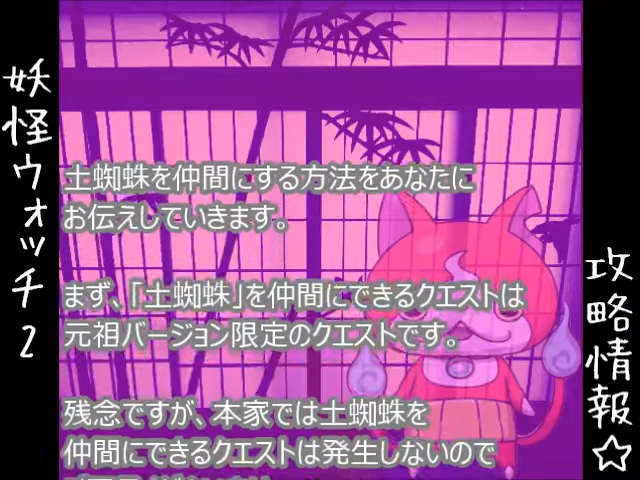 妖怪ウォッチ2
土蜘蛛を仲間にする方法をあなたに
お伝えしていきます。
まず、「土蜘蛛」を仲間にできるクエストは
元祖バージョン限定のクエストです。
残念ですが、本家では土蜘蛛を
仲間にできるクエストは発生しないので
攻略情報☆